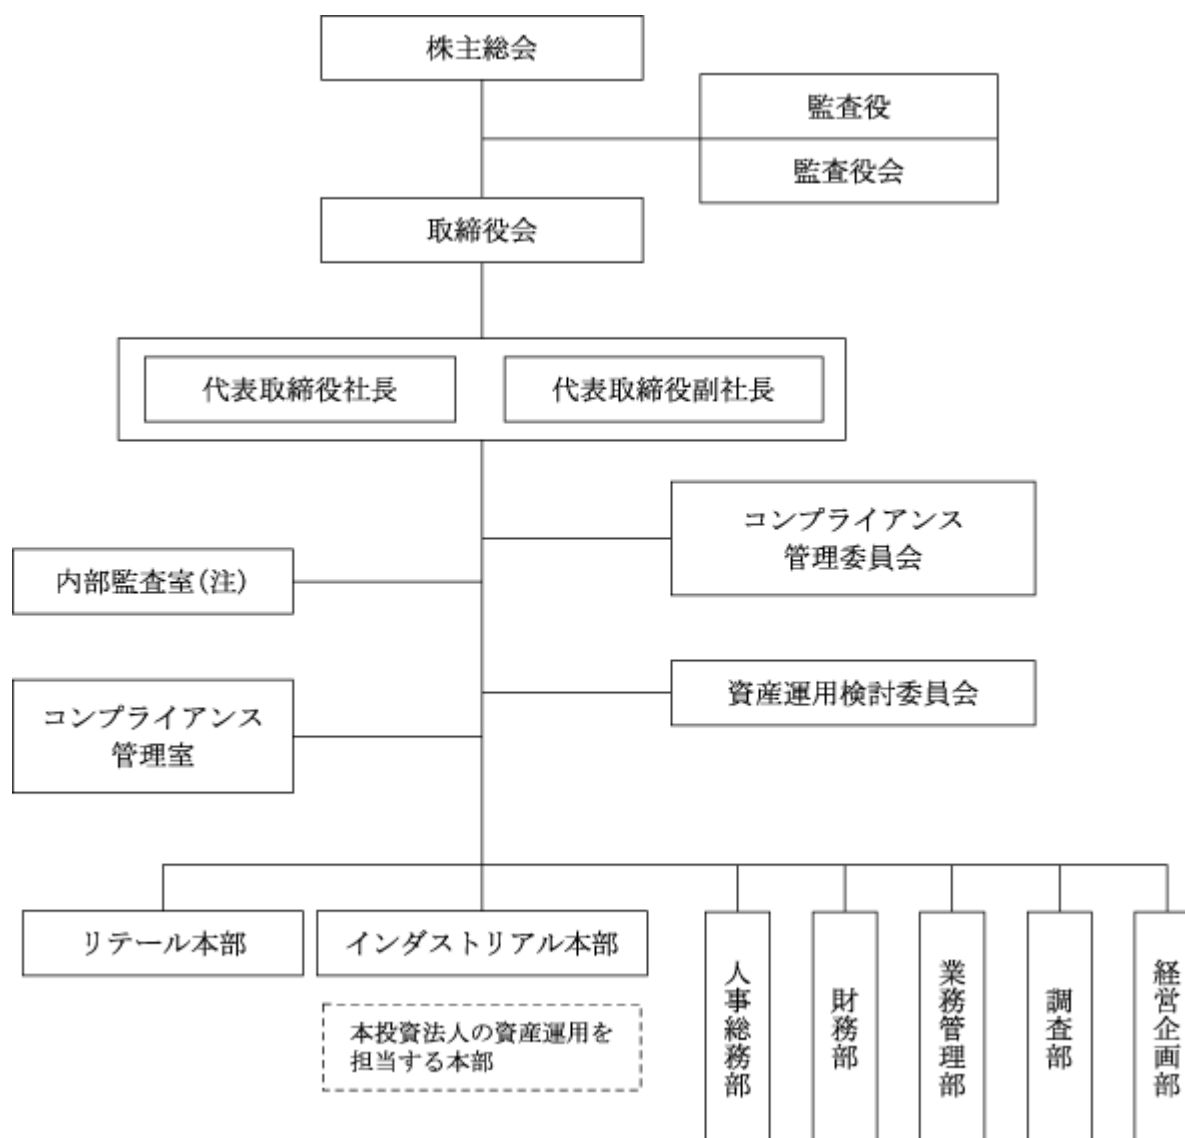 株主総会
監査役
監査役会
取締役会
代表取締役社長
代表取締役副社長
コンプライアンス
管理委員会
内部監査室(注)
資産運用検討委員会
コンプライアンス
管理室
リテール本部
インダストリアル本部
本投資法人の資産運用を
担当する本部
人事総務部
財務部
業務管理部
調査部
経営企画部